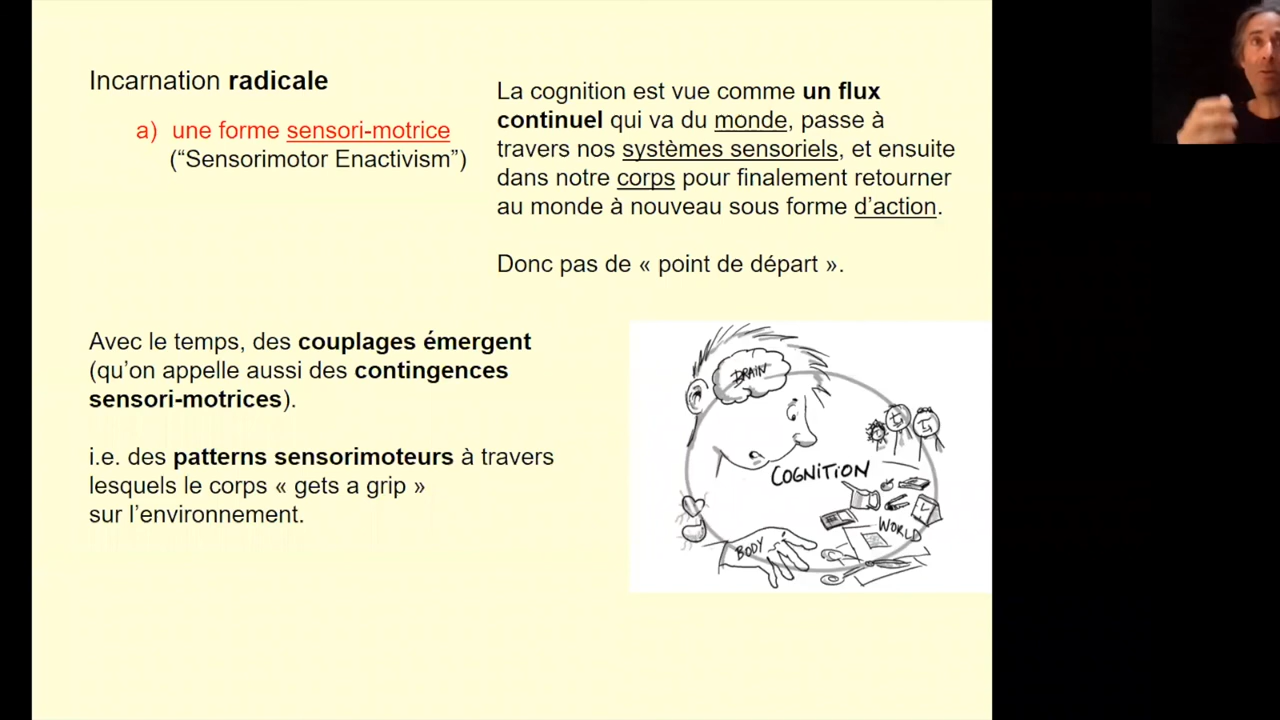 Incarnation radicale
a) une forme sensori-motrice
(“Sensorimotor Enactivism”)
La cognition est vue comme un flux
continuel qui va du monde, passe à
travers nos systèmes sensoriels, et ensuite
dans notre corps pour finalement retourner
au monde à nouveau sous forme d’action.
Donc pas de « point de départ ».
Avec le temps, des couplages émergent
(qu’on appelle aussi des contingences
sensori-motrices).
i.e. des patterns sensorimoteurs à travers
lesquels le corps « gets a grip »
sur l’environnement.
BRAIN
COGNITION
WORLD
BODY